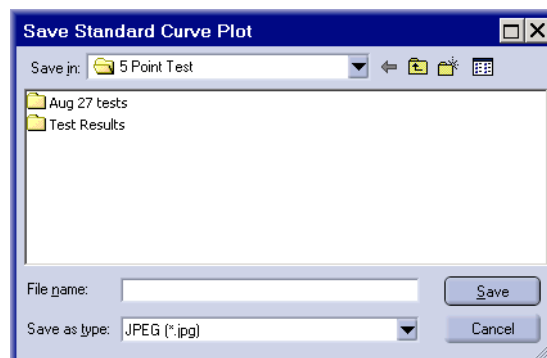 Save Standard Curve Plot
Save in: 5 Point Test
Aug 27 tests
Test Results
File name: Save
Save as type: JPEG (*.jpg) Cancel